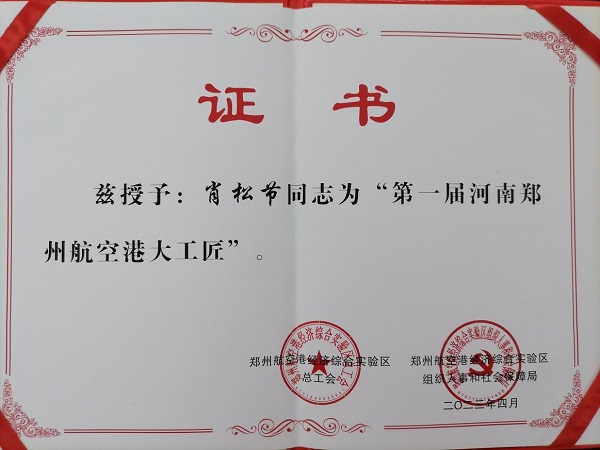 证 书
兹授予：肖松节同志为“第一届河南郑
州航空港大工匠”。
郑州航空港经济综合实验区
总工会
郑州航空港经济综合实验区
组织人事和社会保障局
二〇二二年四月